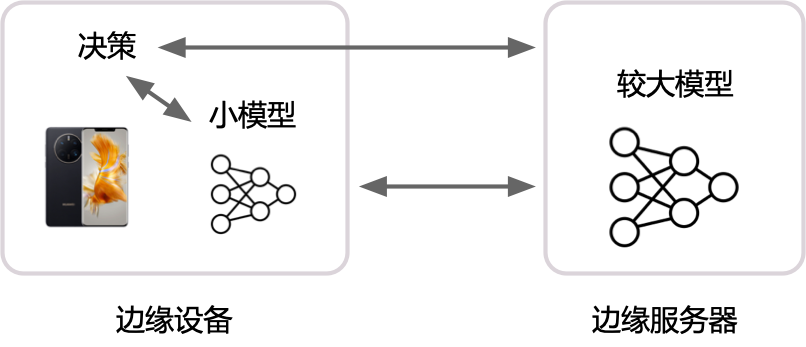 决策
小模型
较大模型
边缘设备
边缘服务器